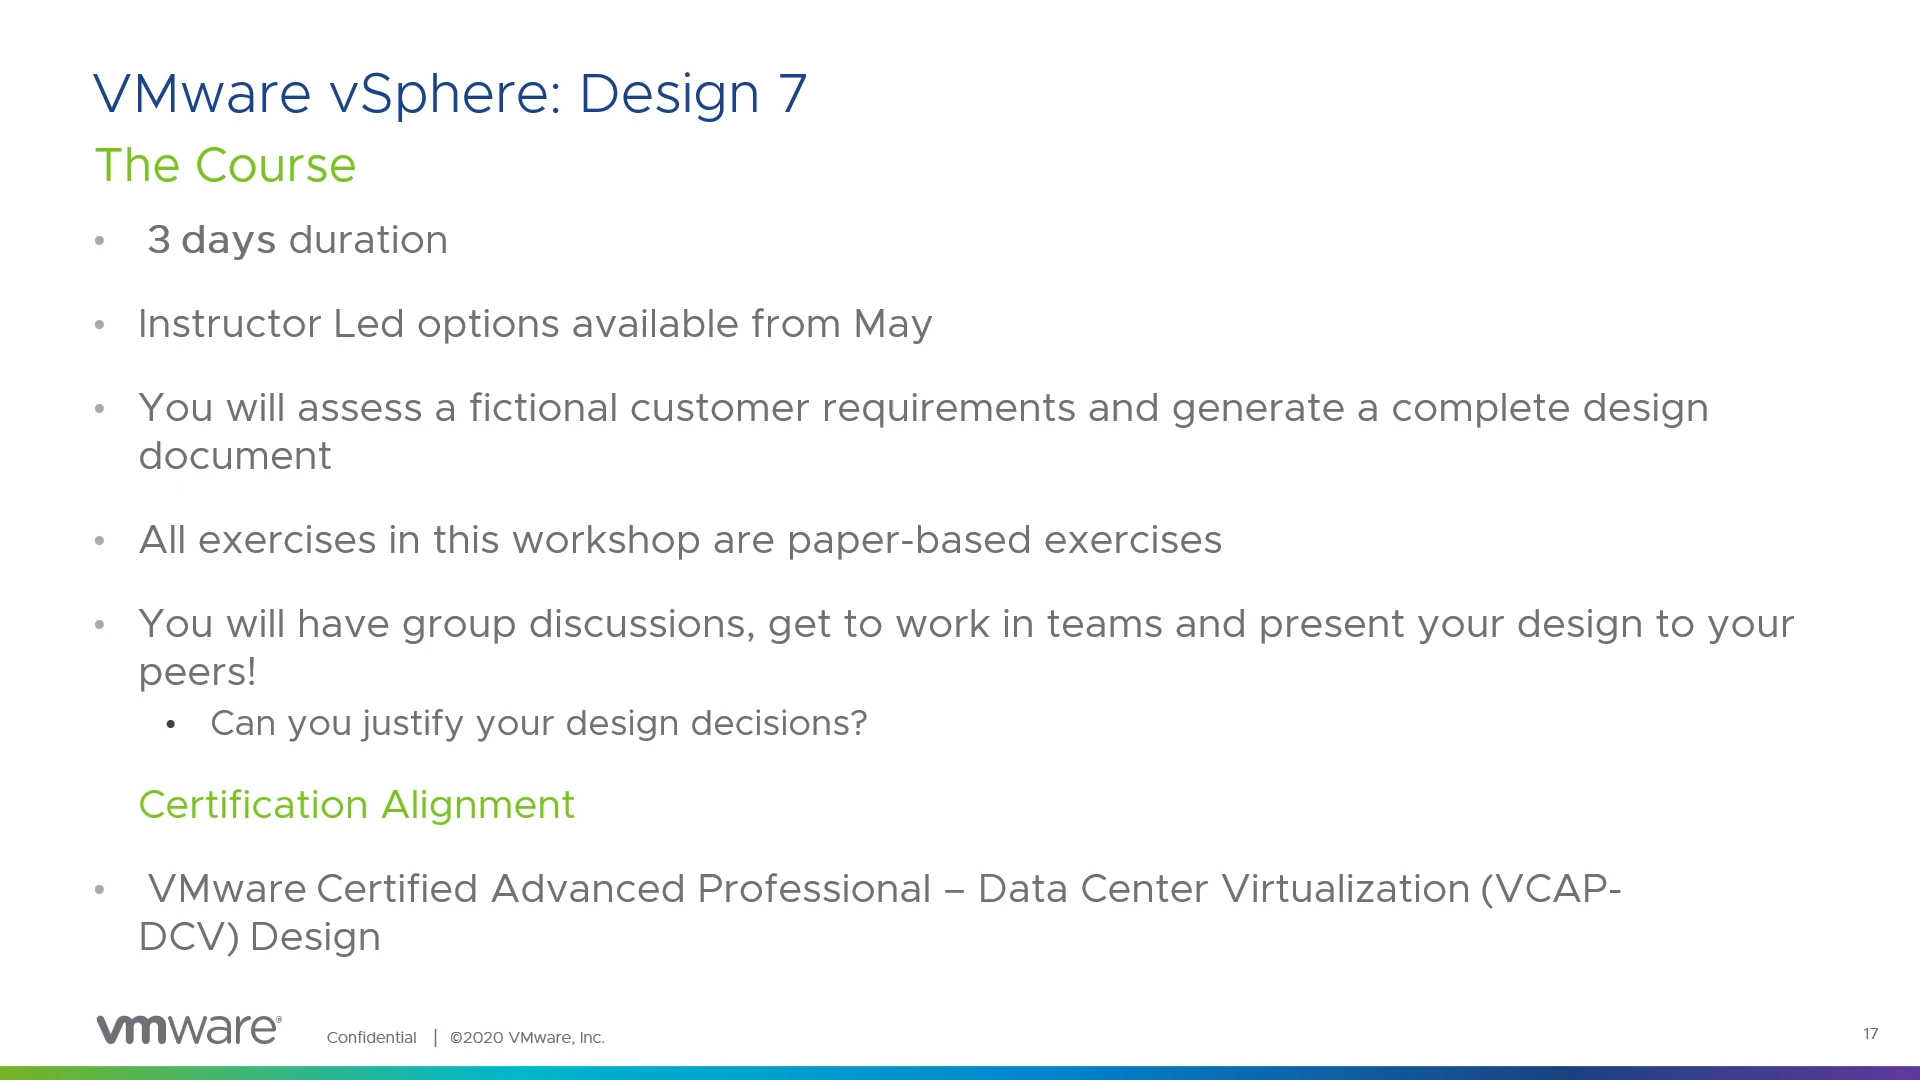 VMware vSphere: Design 7
The Course
• 3 days duration
• Instructor Led options available from May
• You will assess a fictional customer requirements and generate a complete design
document
• All exercises in this workshop are paper-based exercises
• You will have group discussions, get to work in teams and present your design to your
peers!
• Can you justify your design decisions?
Certification Alignment
• VMware Certified Advanced Professional – Data Center Virtualization (VCAP-
DCV) Design
vmware® Confidential | ©2020 VMware, Inc. 17